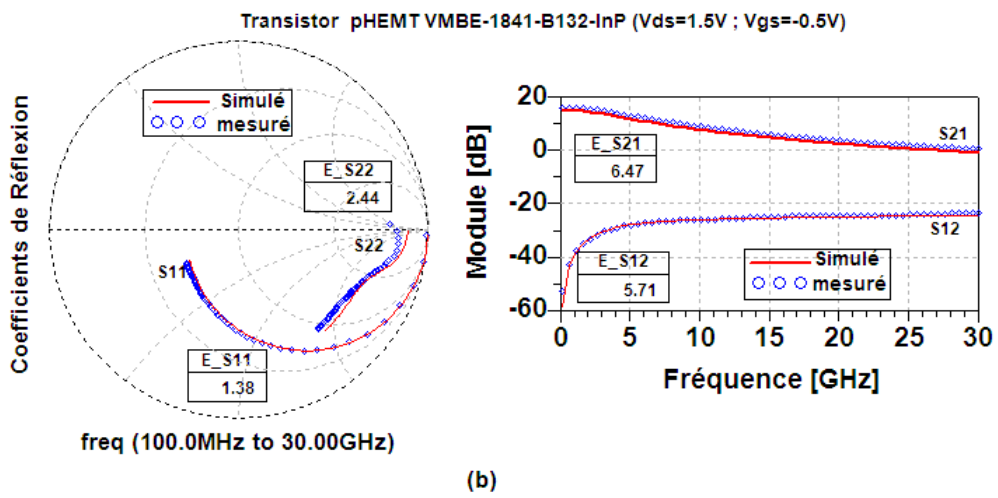 Transistor pHEMT VMBE-1841-B132-InP (Vds=1.5V ; Vgs=-0.5V)
Coefficients de Réflexion
Simulé
mesuré
E_S22
2.44
S22
S11
E_S11
1.38
freq (100.0MHz to 30.00GHz)
Module [dB]
20
0
-20
-40
-60
E_S21
6.47
S21
S12
E_S12
5.71
Simulé
mesuré
0 5 10 15 20 25 30
Fréquence [GHz]
(b)